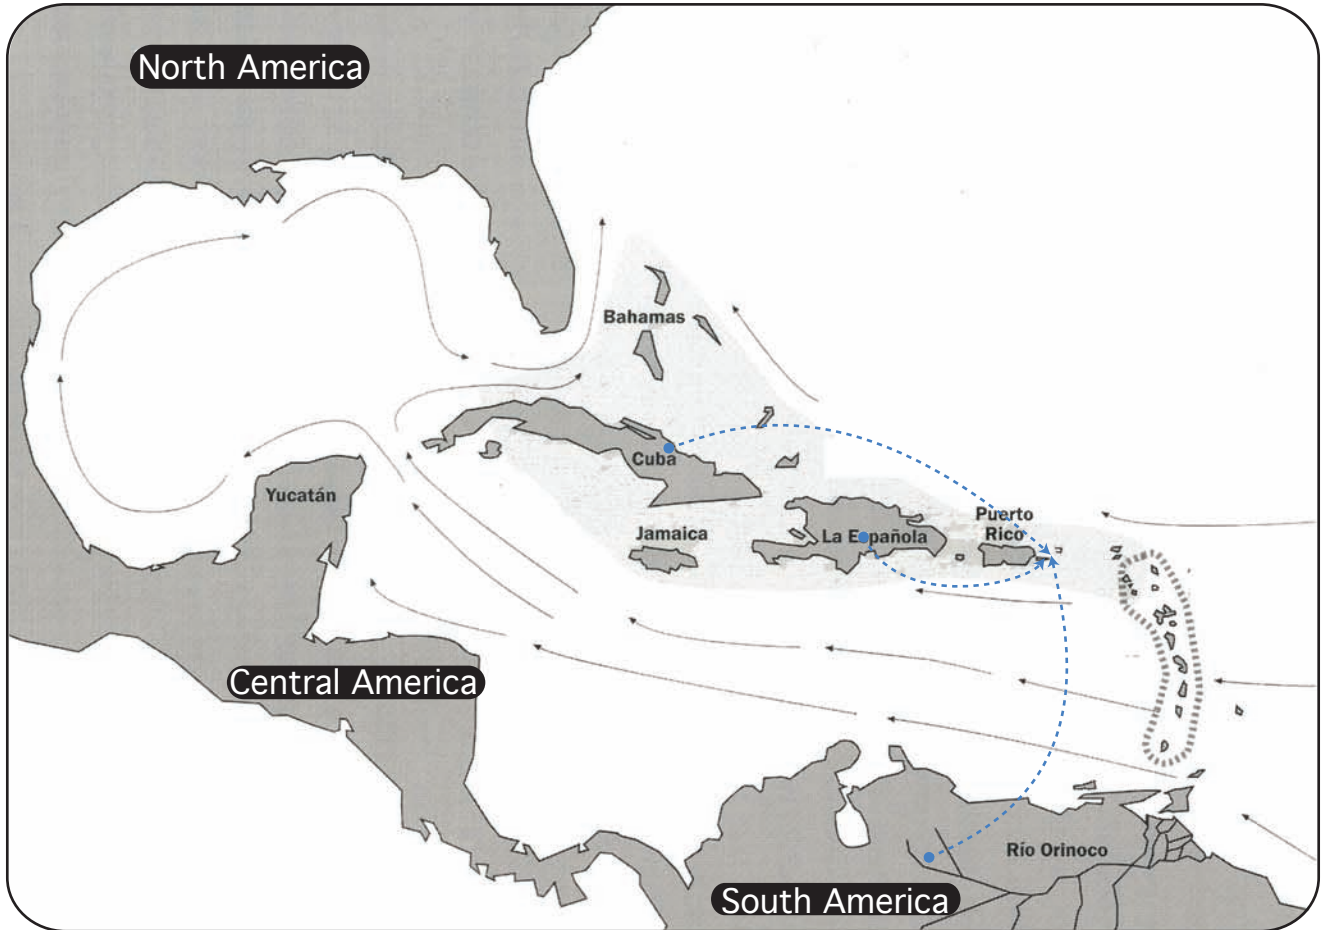 North America
Bahamas
Cuba
Yucatán
Puerto
Rico
Jamaica
La Española
Central America
Río Orinoco
South America